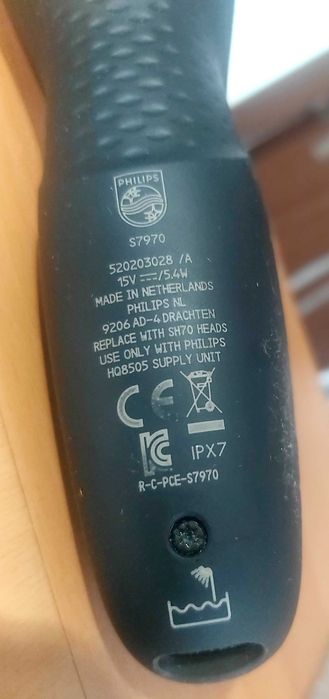 PHILIPS
S7970
520203028 /A
15V ⎓/5.4W
MADE IN NETHERLANDS
PHILIPS NL
9206 AD-4 DRACHTEN
REPLACE WITH SH70 HEADS
USE ONLY WITH PHILIPS
HQ8505 SUPPLY UNIT
CE
IPX7
R-C-PCE-S7970